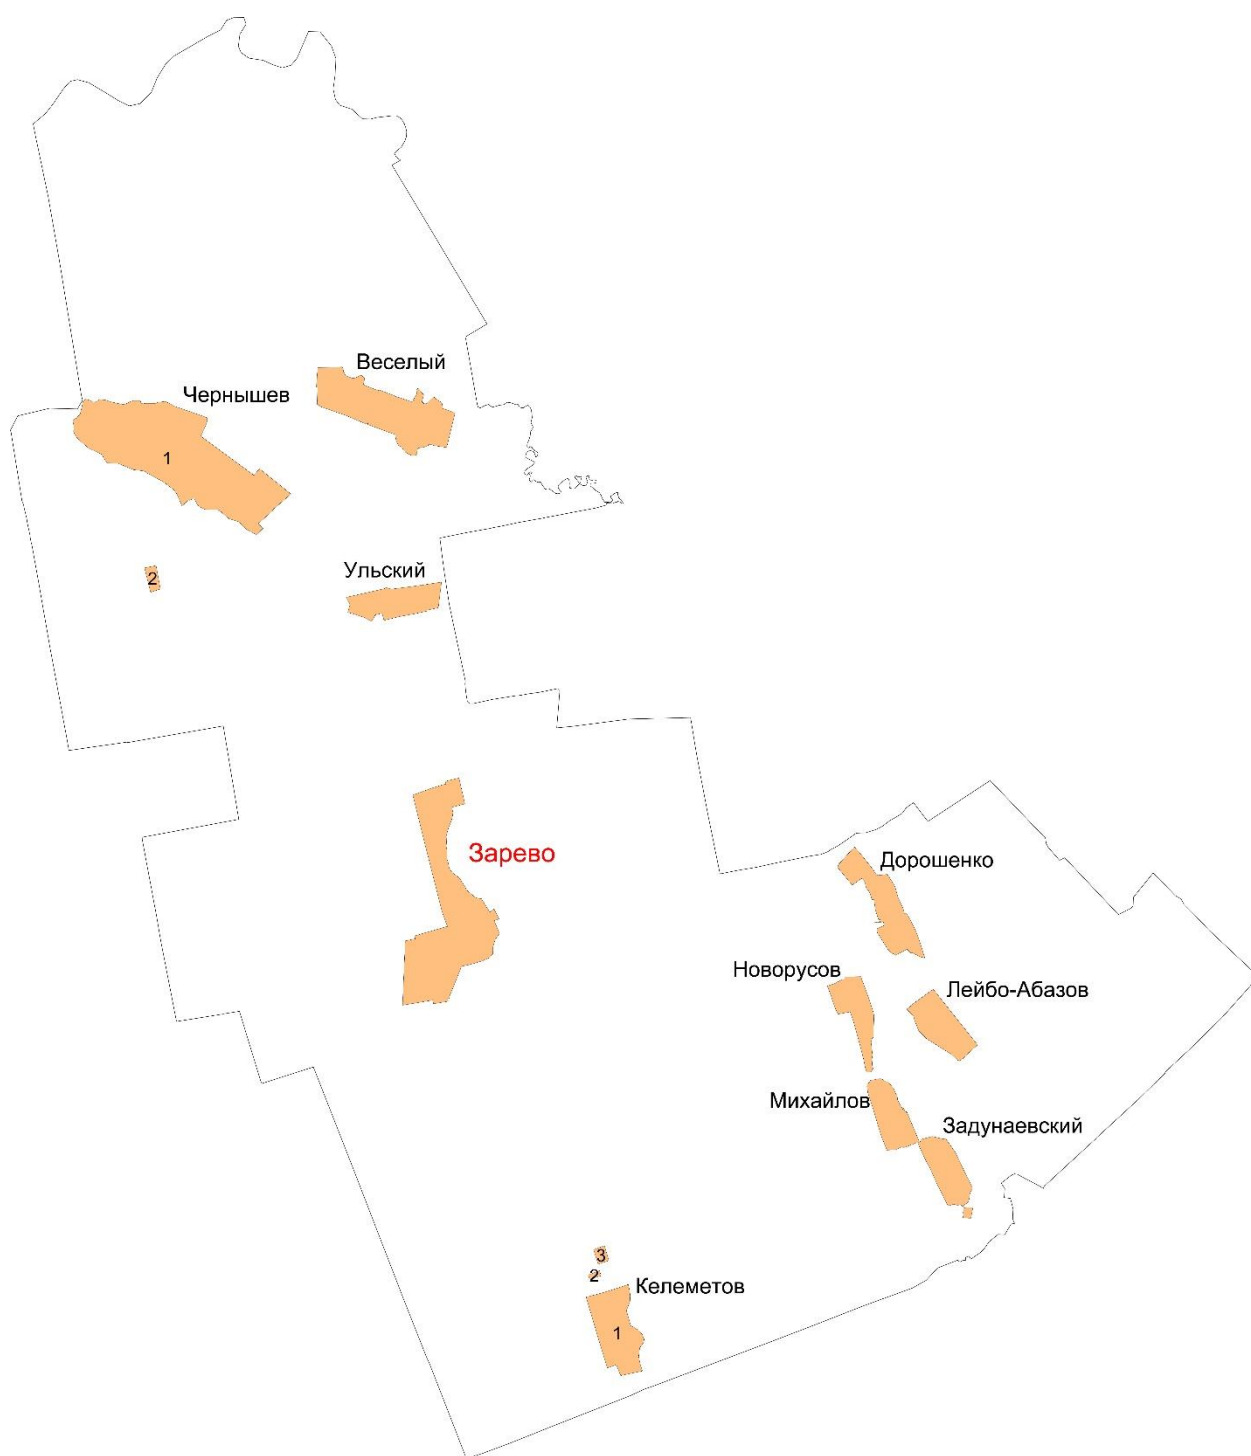 Веселый
Чернышев
1
2
Ульский
Зарево
Дорошенко
Новорусов
Лейбо-Абазов
Михайлов
Задунаевский
3
2
Келеметов
1